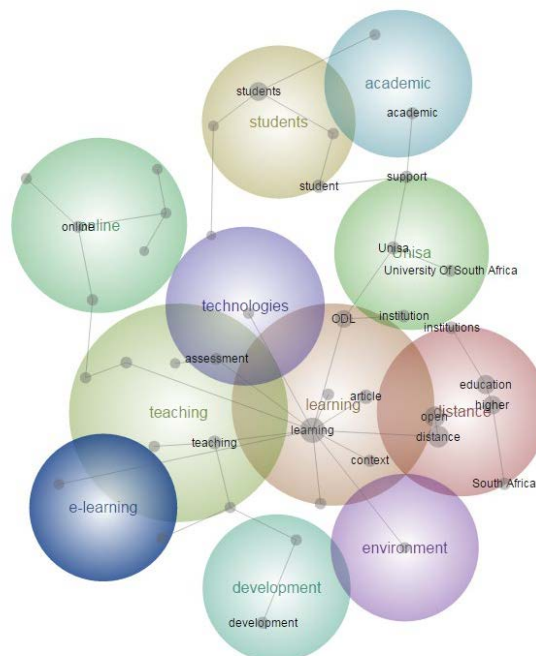 students
academic
academic
students
support
student
online
online
Unisa
Unisa
University Of South Africa
technologies
ODL
institution
institutions
assessment
education
article
learning
higher
teaching
distance
open
learning
distance
teaching
context
South Africa
e-learning
environment
development
development